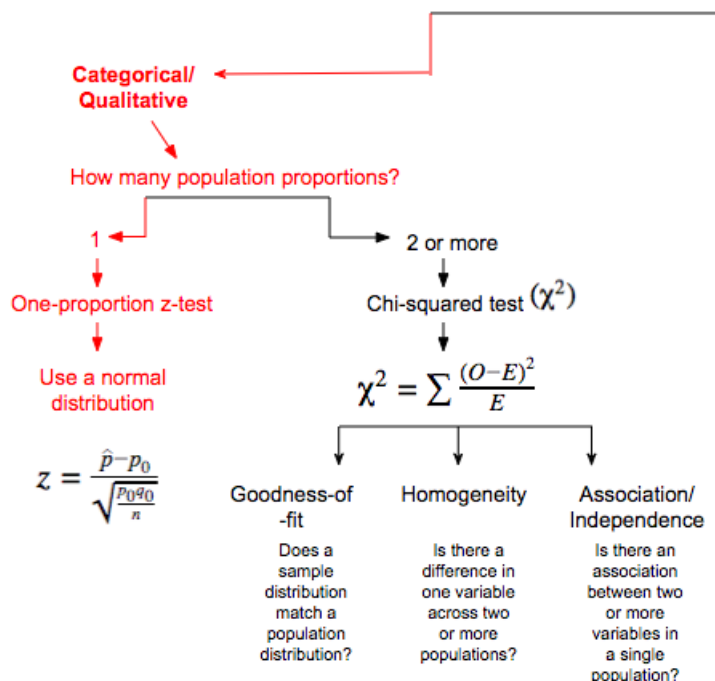 Categorical/
Qualitative
How many population proportions?
1
2 or more
One-proportion z-test
Chi-squared test (χ²)
Use a normal
distribution
χ² = ∑ (O−E)²/E
z = (p̂−p₀)/√(p₀q₀/n)
Goodness-of
-fit
Does a
sample
distribution
match a
population
distribution?
Homogeneity
Is there a
difference in
one variable
across two
or more
populations?
Association/
Independence
Is there an
association
between two
or more
variables in
a single
population?